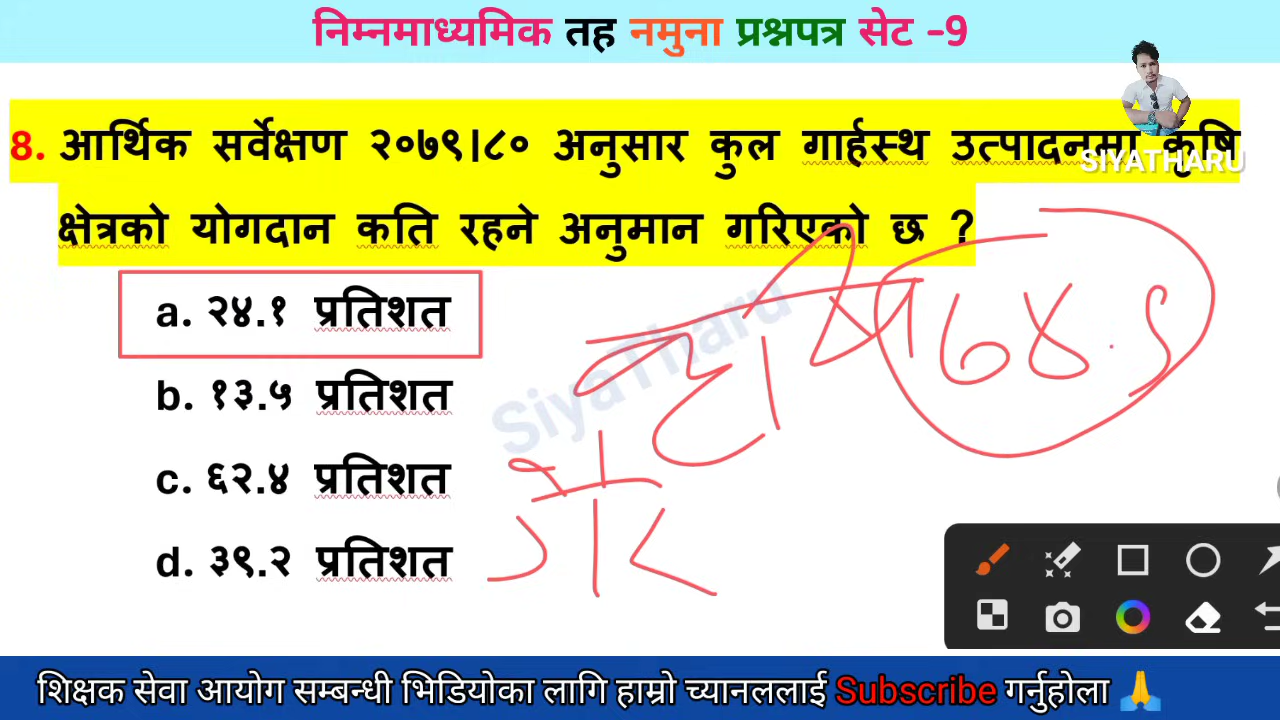 निम्नमाध्यमिक तह नमुना प्रश्नपत्र सेट -9
8. आर्थिक सर्वेक्षण २०७९।८० अनुसार कुल गार्हस्थ उत्पादनमा कृषि
SIYATHARU
क्षेत्रको योगदान कति रहने अनुमान गरिएको छ ?
a. २४.१ प्रतिशत
b. १३.५ प्रतिशत
c. ६२.४ प्रतिशत
d. ३९.२ प्रतिशत
SiyaTharu
शिक्षक सेवा आयोग सम्बन्धी भिडियोका लागि हाम्रो च्यानललाई Subscribe गर्नुहोला 🙏